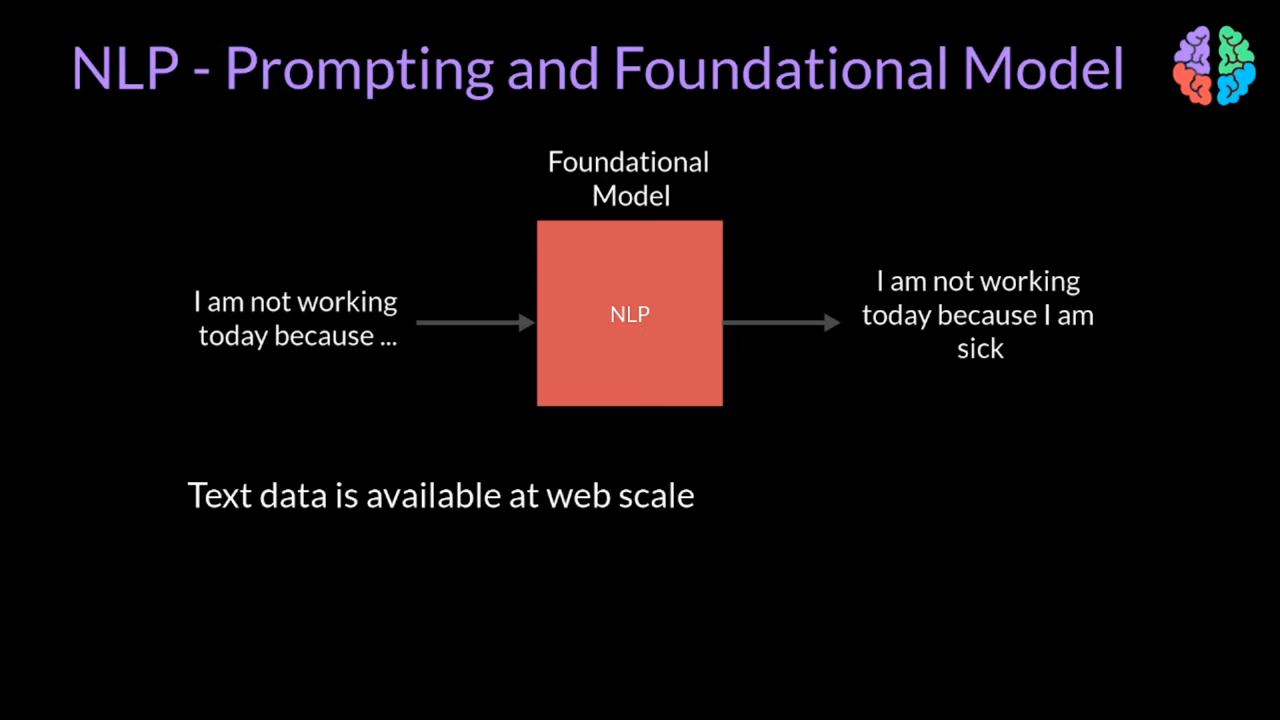 NLP - Prompting and Foundational Model
Foundational
Model
I am not working
today because ...
NLP
I am not working
today because I am
sick
Text data is available at web scale